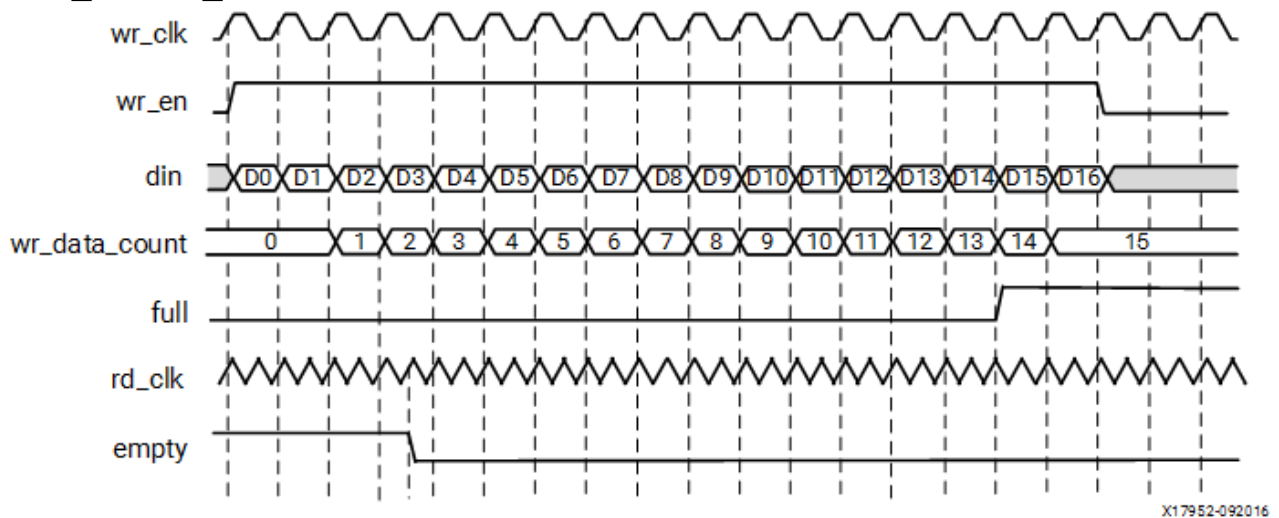 wr_clk
wr_en
din D0 D1 D2 D3 D4 D5 D6 D7 D8 D9 D10 D11 D12 D13 D14 D15 D16
wr_data_count 0 1 2 3 4 5 6 7 8 9 10 11 12 13 14 15
full
rd_clk
empty
X17952-092016